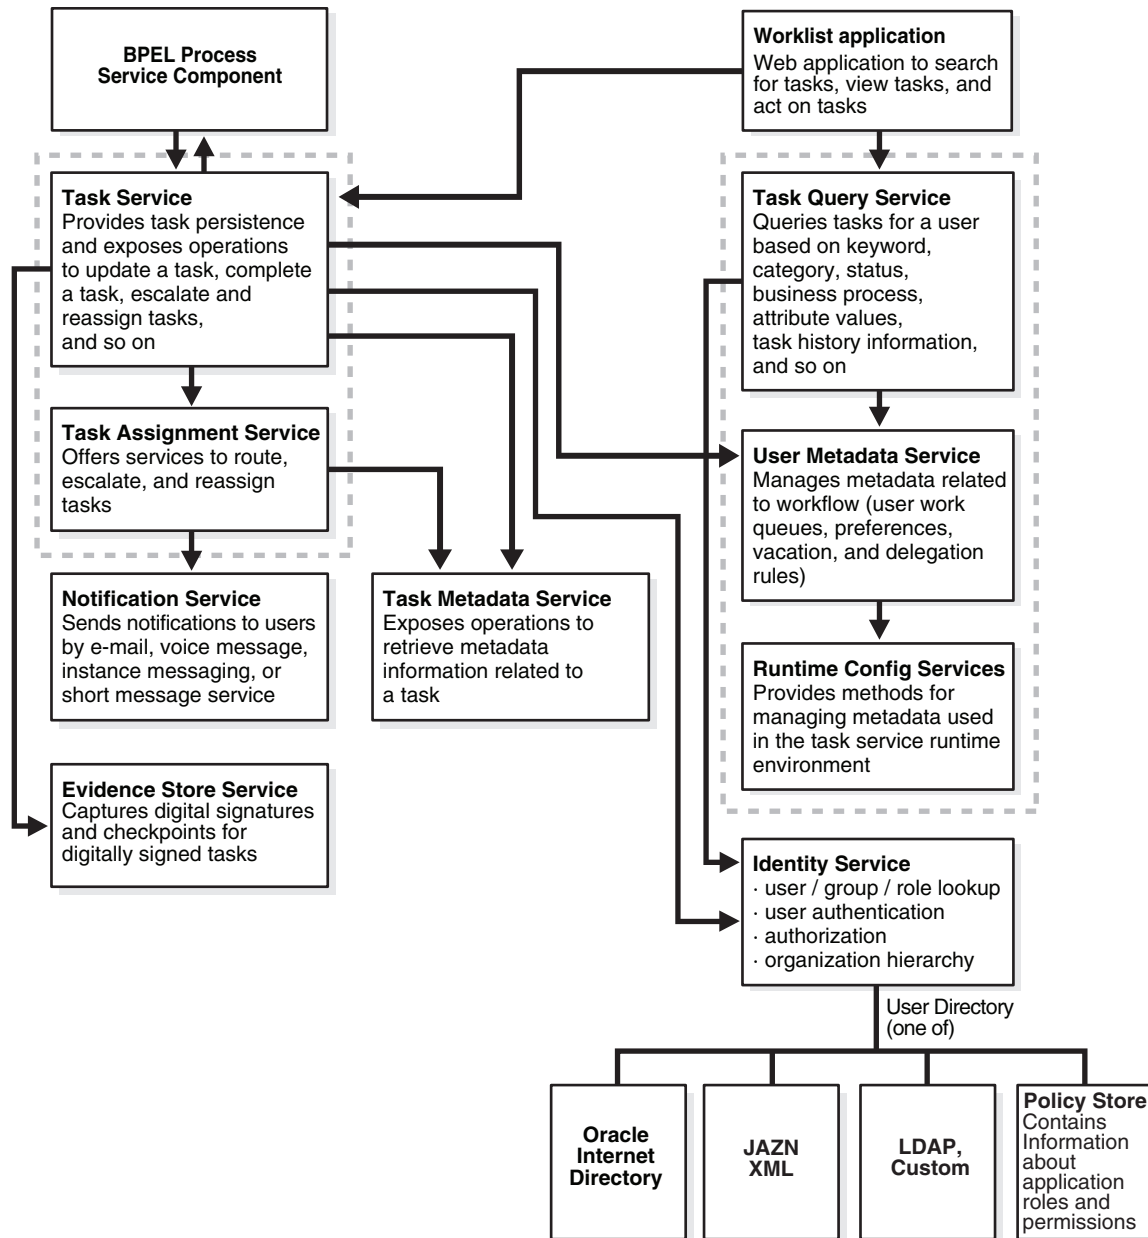 BPEL Process
Service Component
Worklist application
Web application to search
for tasks, view tasks, and
act on tasks
Task Service
Provides task persistence
and exposes operations
to update a task, complete
a task, escalate and
reassign tasks,
and so on
Task Query Service
Queries tasks for a user
based on keyword,
category, status,
business process,
attribute values,
task history information,
and so on
Task Assignment Service
Offers services to route,
escalate, and reassign
tasks
User Metadata Service
Manages metadata related
to workflow (user work
queues, preferences,
vacation, and delegation
rules)
Notification Service
Sends notifications to users
by e-mail, voice message,
instance messaging, or
short message service
Task Metadata Service
Exposes operations to
retrieve metadata
information related to
a task
Runtime Config Services
Provides methods for
managing metadata used
in the task service runtime
environment
Evidence Store Service
Captures digital signatures
and checkpoints for
digitally signed tasks
Identity Service
· user / group / role lookup
· user authentication
· authorization
· organization hierarchy
User Directory
(one of)
Oracle
Internet
Directory
JAZN
XML
LDAP,
Custom
Policy Store
Contains
Information
about
application
roles and
permissions